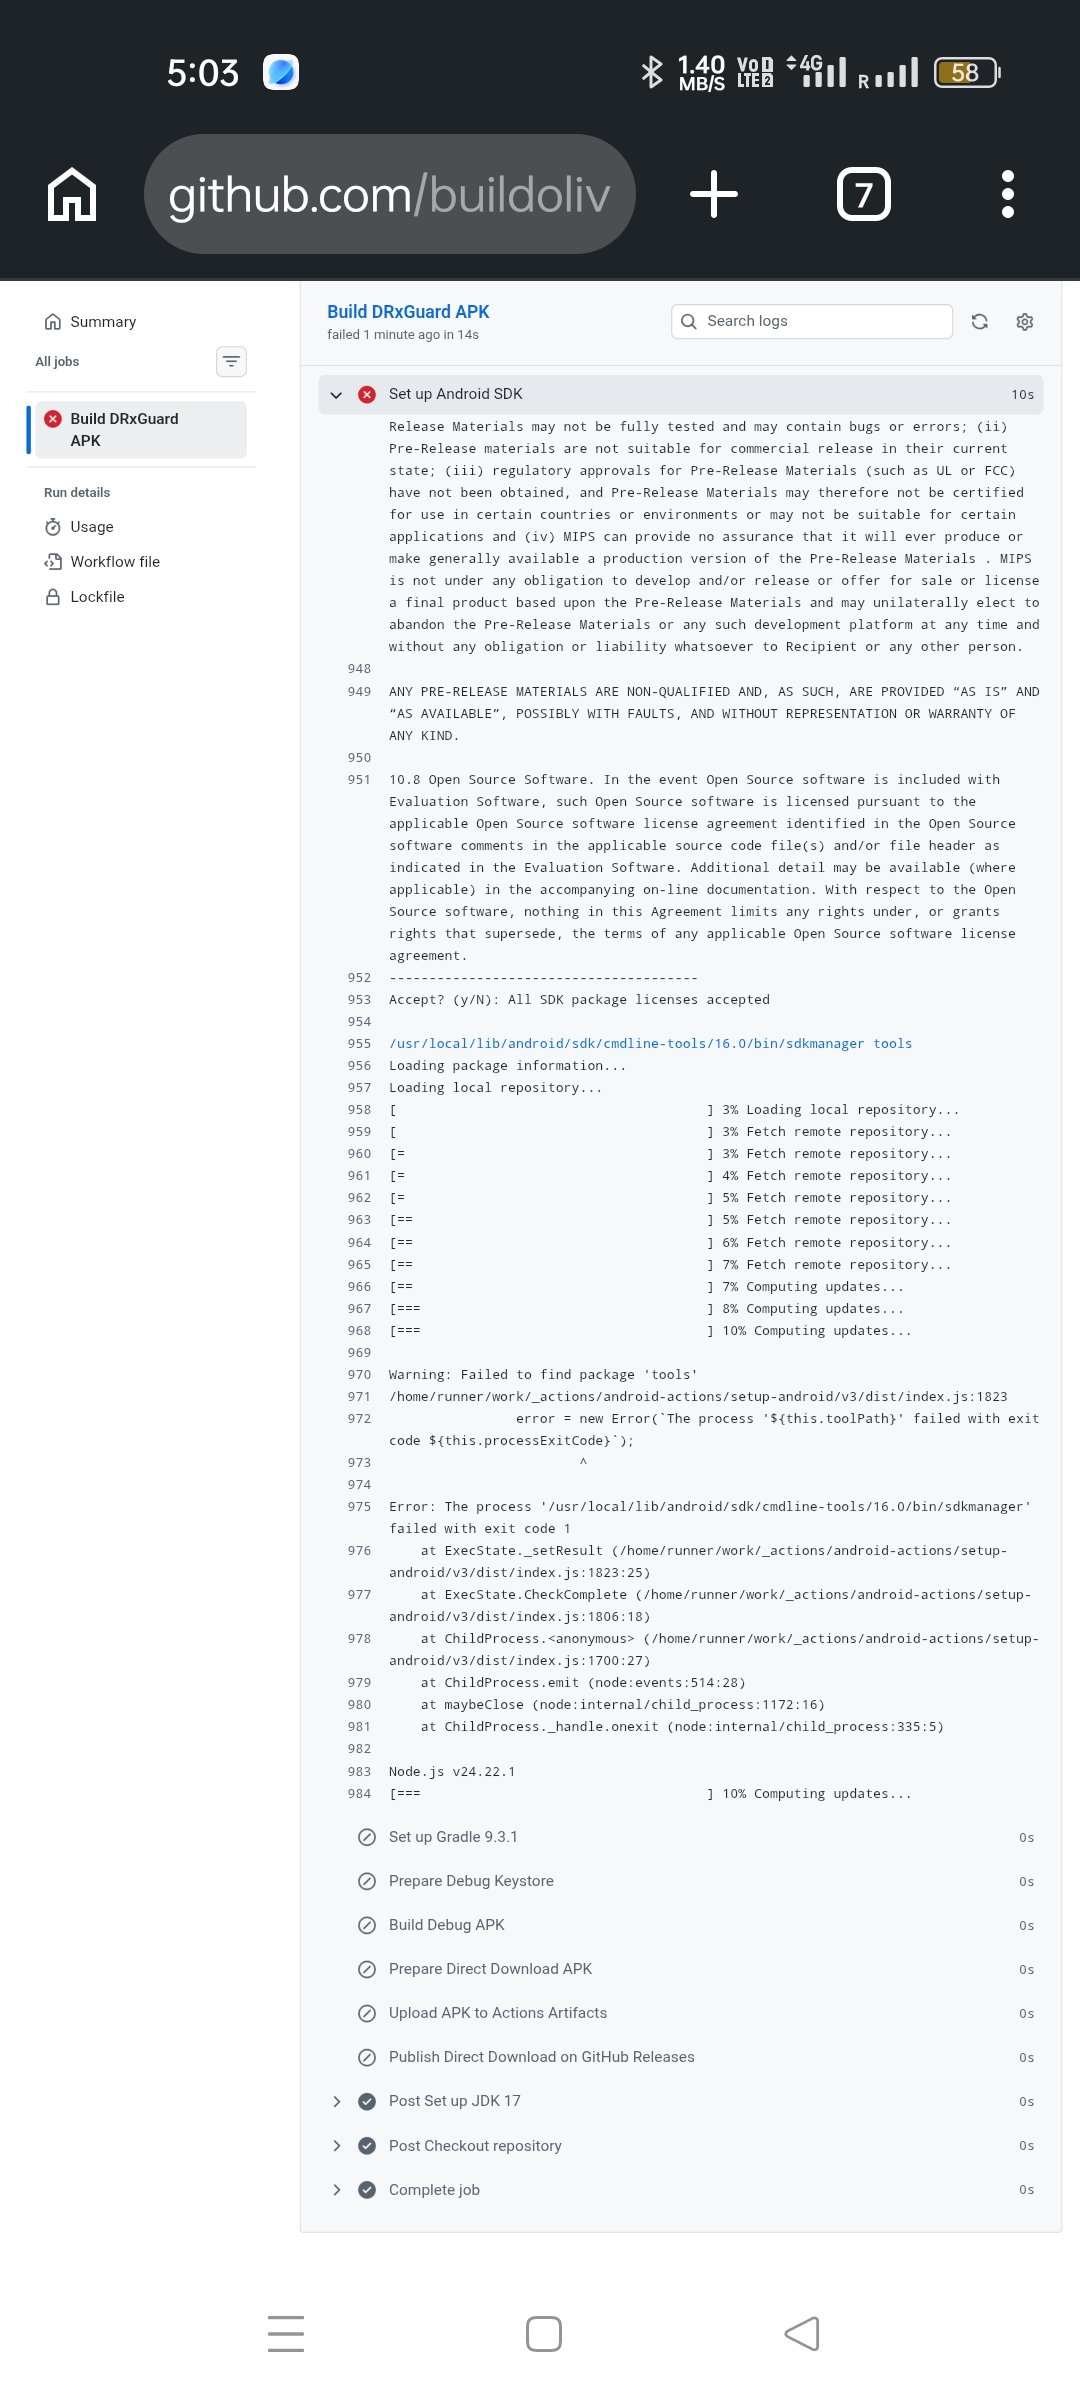 5:03
1.40 MB/S
Vo 1 LTE 2
4G
R
58
github.com/buildoliv
7
Summary
All jobs
Build DRxGuard APK
Run details
Usage
Workflow file
Lockfile
Build DRxGuard APK
failed 1 minute ago in 14s
Search logs
Set up Android SDK 10s
Release Materials may not be fully tested and may contain bugs or errors; (ii)
Pre-Release materials are not suitable for commercial release in their current
state; (iii) regulatory approvals for Pre-Release Materials (such as UL or FCC)
have not been obtained, and Pre-Release Materials may therefore not be certified
for use in certain countries or environments or may not be suitable for certain
applications and (iv) MIPS can provide no assurance that it will ever produce or
make generally available a production version of the Pre-Release Materials . MIPS
is not under any obligation to develop and/or release or offer for sale or license
a final product based upon the Pre-Release Materials and may unilaterally elect to
abandon the Pre-Release Materials or any such development platform at any time and
without any obligation or liability whatsoever to Recipient or any other person.
948
949 ANY PRE-RELEASE MATERIALS ARE NON-QUALIFIED AND, AS SUCH, ARE PROVIDED “AS IS” AND
“AS AVAILABLE”, POSSIBLY WITH FAULTS, AND WITHOUT REPRESENTATION OR WARRANTY OF
ANY KIND.
950
951 10.8 Open Source Software. In the event Open Source software is included with
Evaluation Software, such Open Source software is licensed pursuant to the
applicable Open Source software license agreement identified in the Open Source
software comments in the applicable source code file(s) and/or file header as
indicated in the Evaluation Software. Additional detail may be available (where
applicable) in the accompanying on-line documentation. With respect to the Open
Source software, nothing in this Agreement limits any rights under, or grants
rights that supersede, the terms of any applicable Open Source software license
agreement.
952 ---------------------------------------
953 Accept? (y/N): All SDK package licenses accepted
954
955 /usr/local/lib/android/sdk/cmdline-tools/16.0/bin/sdkmanager tools
956 Loading package information...
957 Loading local repository...
958 [                                       ] 3% Loading local repository...
959 [                                       ] 3% Fetch remote repository...
960 [=                                      ] 3% Fetch remote repository...
961 [=                                      ] 4% Fetch remote repository...
962 [=                                      ] 5% Fetch remote repository...
963 [==                                     ] 5% Fetch remote repository...
964 [==                                     ] 6% Fetch remote repository...
965 [==                                     ] 7% Fetch remote repository...
966 [==                                     ] 7% Computing updates...
967 [===                                    ] 8% Computing updates...
968 [===                                    ] 10% Computing updates...
969
970 Warning: Failed to find package 'tools'
971 /home/runner/work/_actions/android-actions/setup-android/v3/dist/index.js:1823
972                 error = new Error(`The process '${this.toolPath}' failed with exit
code ${this.processExitCode}`);
973                         ^
974
975 Error: The process '/usr/local/lib/android/sdk/cmdline-tools/16.0/bin/sdkmanager'
failed with exit code 1
976     at ExecState._setResult (/home/runner/work/_actions/android-actions/setup-
android/v3/dist/index.js:1823:25)
977     at ExecState.CheckComplete (/home/runner/work/_actions/android-actions/setup-
android/v3/dist/index.js:1806:18)
978     at ChildProcess.<anonymous> (/home/runner/work/_actions/android-actions/setup-
android/v3/dist/index.js:1700:27)
979     at ChildProcess.emit (node:events:514:28)
980     at maybeClose (node:internal/child_process:1172:16)
981     at ChildProcess._handle.onexit (node:internal/child_process:335:5)
982
983 Node.js v24.22.1
984 [===                                    ] 10% Computing updates...
Set up Gradle 9.3.1 0s
Prepare Debug Keystore 0s
Build Debug APK 0s
Prepare Direct Download APK 0s
Upload APK to Actions Artifacts 0s
Publish Direct Download on GitHub Releases 0s
Post Set up JDK 17 0s
Post Checkout repository 0s
Complete job 0s